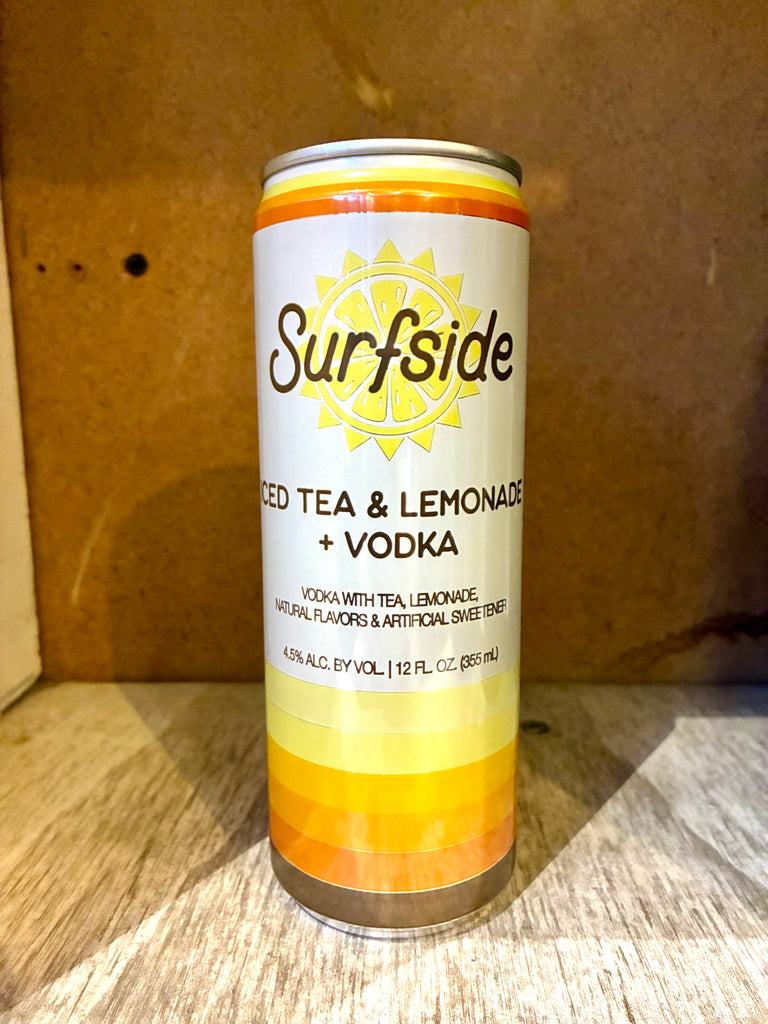 Surfside
ICED TEA & LEMONADE
+ VODKA
VODKA WITH TEA, LEMONADE,
NATURAL FLAVORS & ARTIFICIAL SWEETENER
4.5% ALC. BY VOL. | 12 FL. OZ. (355 mL)